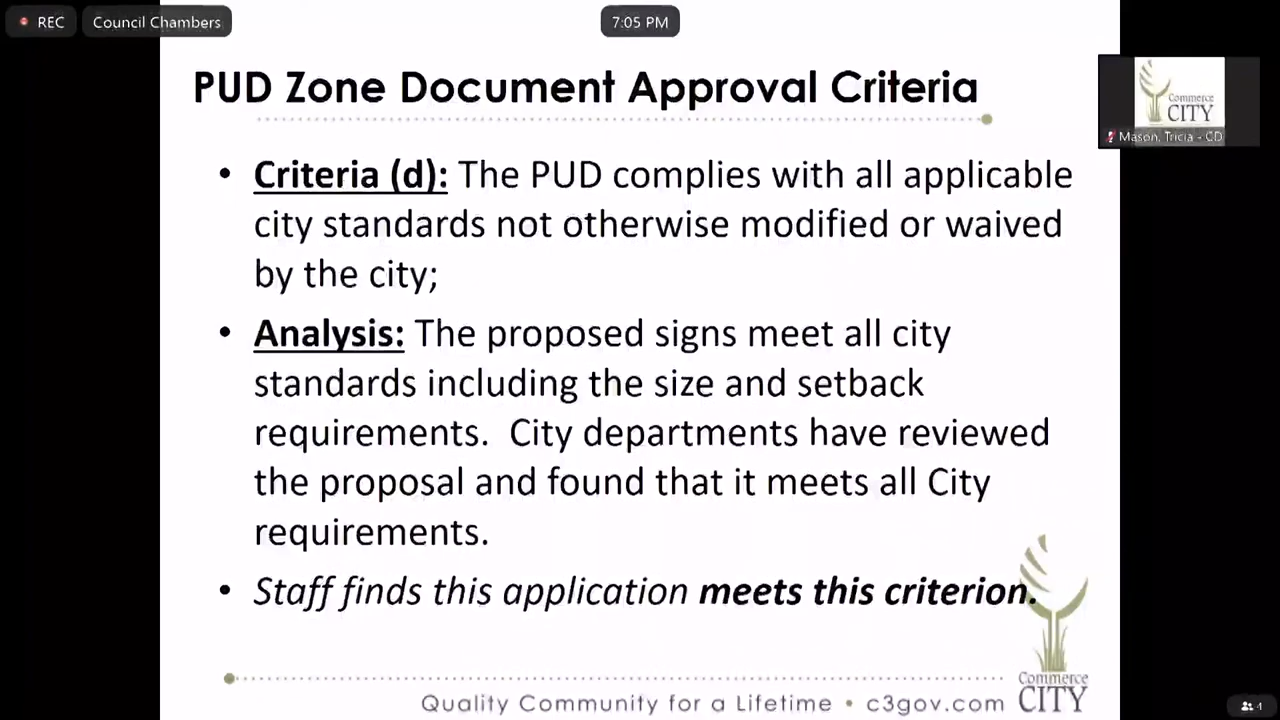 REC
Council Chambers
7:05 PM
PUD Zone Document Approval Criteria
Commerce
CITY
Mason, Tricia - CD
• Criteria (d): The PUD complies with all applicable
city standards not otherwise modified or waived
by the city;
• Analysis: The proposed signs meet all city
standards including the size and setback
requirements.  City departments have reviewed
the proposal and found that it meets all City
requirements.
• Staff finds this application meets this criterion.
Commerce
CITY
Quality Community for a Lifetime • c3gov.com
4